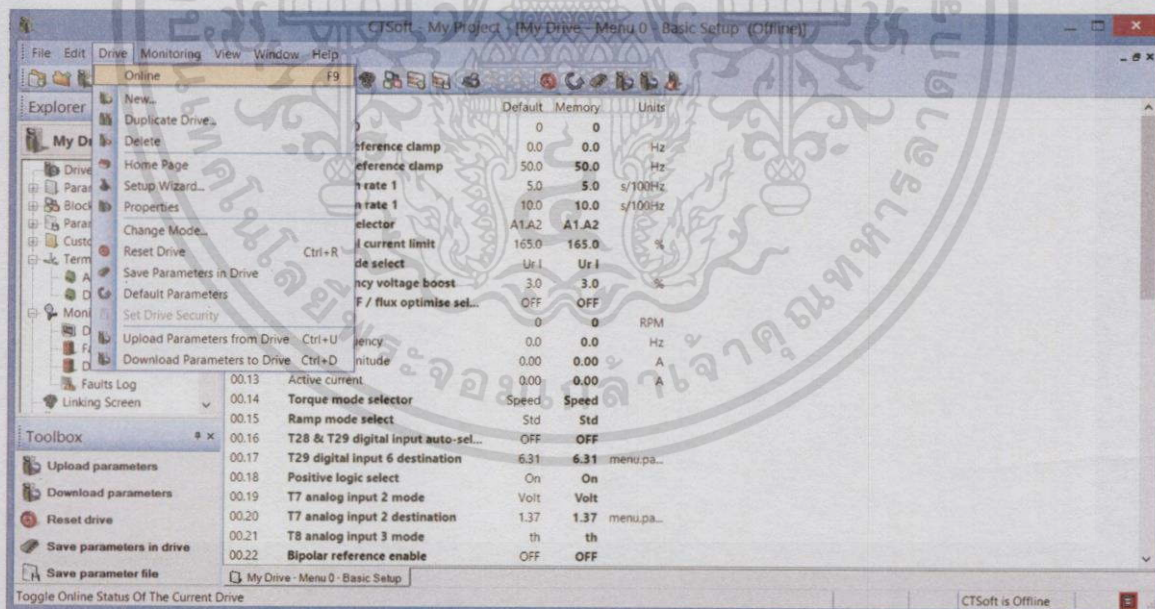 CTSoft - My Project - [My Drive - Menu 0 - Basic Setup (Offline)]
File Edit Drive Monitoring View Window Help
Online F9
New...
Duplicate Drive...
Delete
Home Page
Setup Wizard...
Properties
Change Mode...
Reset Drive Ctrl+R
Save Parameters in Drive
Default Parameters
Set Drive Security
Upload Parameters from Drive Ctrl+U
Download Parameters to Drive Ctrl+D
Explorer
My Dr
Drive
Para
Block
Para
Custo
Term
A
D
Moni
D
Fa
D
Faults Log
Linking Screen
Default Memory Units
0 0
eference clamp 0.0 0.0 Hz
eference clamp 50.0 50.0 Hz
n rate 1 5.0 5.0 s/100Hz
n rate 1 10.0 10.0 s/100Hz
elector A1.A2 A1.A2
l current limit 165.0 165.0 %
de select Ur I Ur I
ncy voltage boost 3.0 3.0 %
F / flux optimise sel... OFF OFF
0 0 RPM
uency 0.0 0.0 Hz
nitude 0.00 0.00 A
00.13 Active current 0.00 0.00 A
00.14 Torque mode selector Speed Speed
00.15 Ramp mode select Std Std
00.16 T28 & T29 digital input auto-sel... OFF OFF
00.17 T29 digital input 6 destination 6.31 6.31 menu.pa...
00.18 Positive logic select On On
00.19 T7 analog input 2 mode Volt Volt
00.20 T7 analog input 2 destination 1.37 1.37 menu.pa...
00.21 T8 analog input 3 mode th th
00.22 Bipolar reference enable OFF OFF
Toolbox
Upload parameters
Download parameters
Reset drive
Save parameters in drive
Save parameter file
My Drive - Menu 0 - Basic Setup
Toggle Online Status Of The Current Drive
CTSoft is Offline